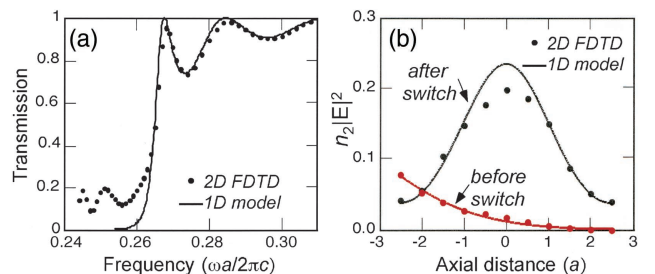 (a)
Transmission
1
0.8
0.6
0.4
0.2
0
0.24 0.26 0.28 0.30
Frequency (ωa/2πc)
2D FDTD
1D model
(b)
n₂|E|²
0.3
0.2
0.1
0.0
-3 -2 -1 0 1 2 3
Axial distance (a)
2D FDTD
1D model
after
switch
before
switch